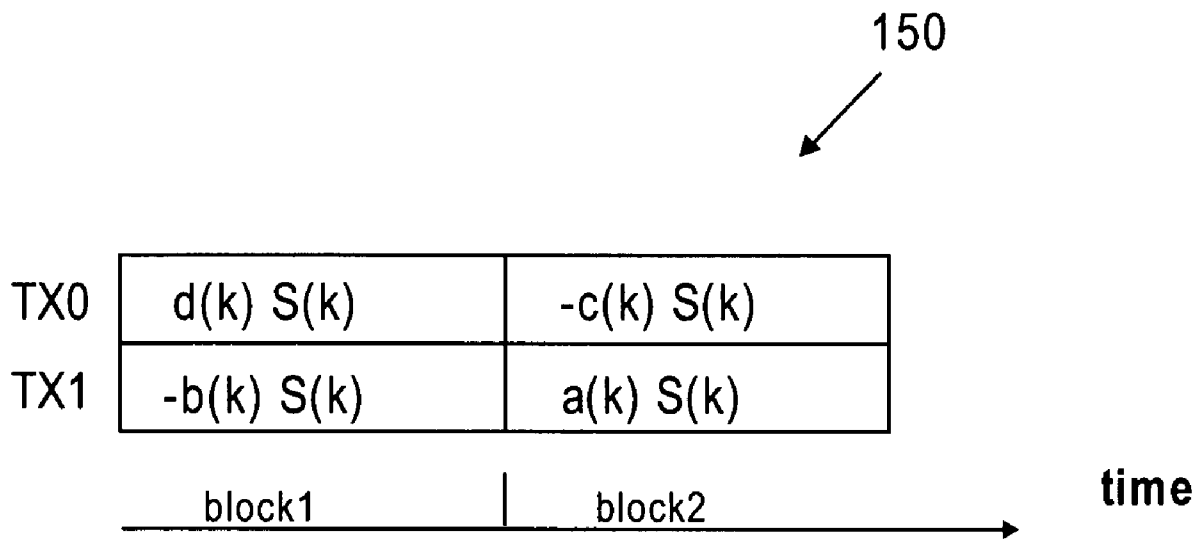 150
TX0 d(k) S(k) -c(k) S(k)
TX1 -b(k) S(k) a(k) S(k)
block1 block2 time